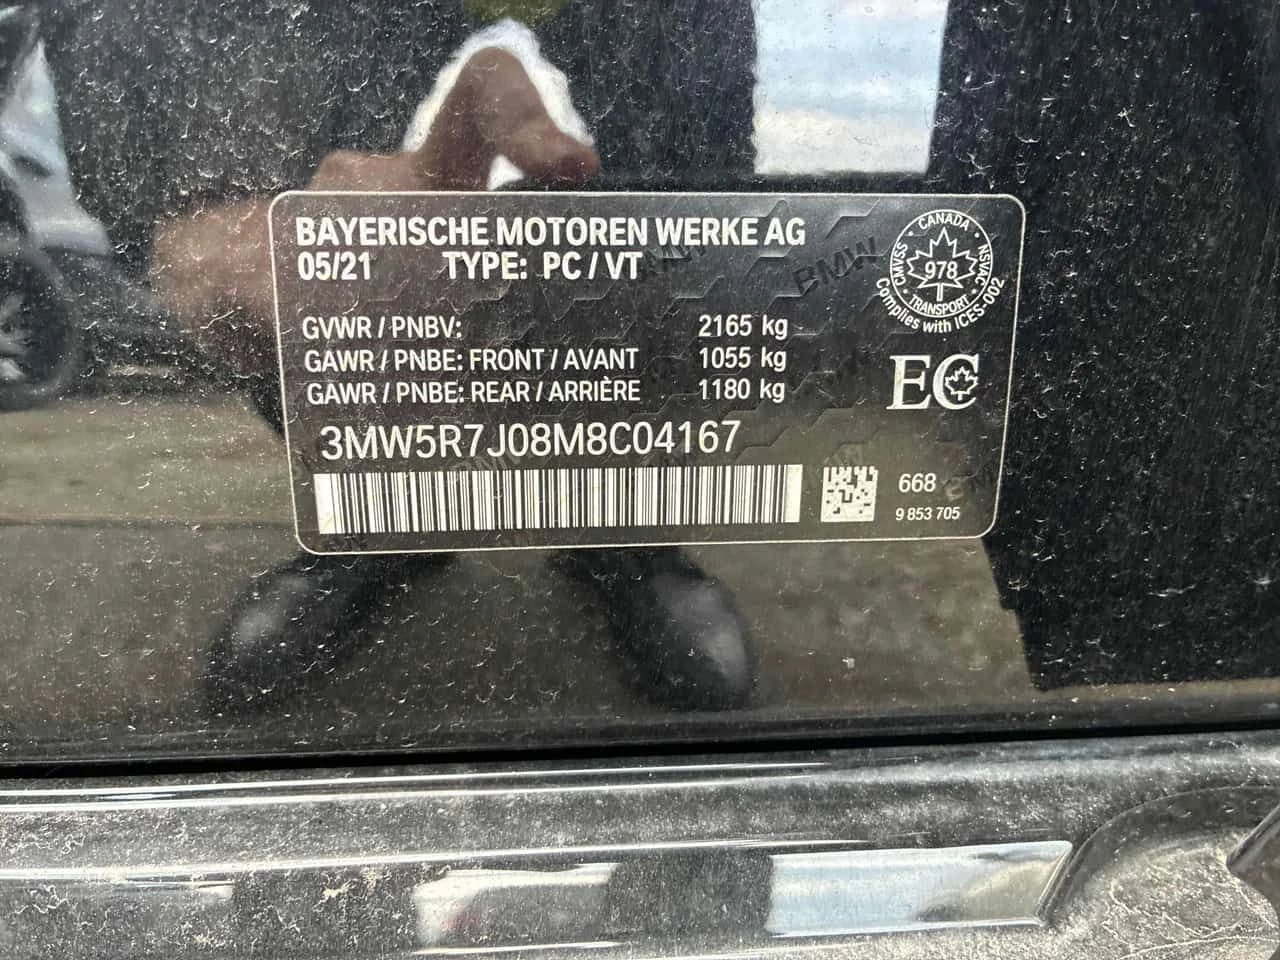 BAYERISCHE MOTOREN WERKE AG
05/21 TYPE: PC / VT
GVWR / PNBV: 2165 kg
GAWR / PNBE: FRONT / AVANT 1055 kg
GAWR / PNBE: REAR / ARRIÈRE 1180 kg
3MW5R7J08M8C04167
CANADA
CMVSS
NSVAC
978
TRANSPORT
Complies with ICES-002
EC
668
9 853 705
BMW